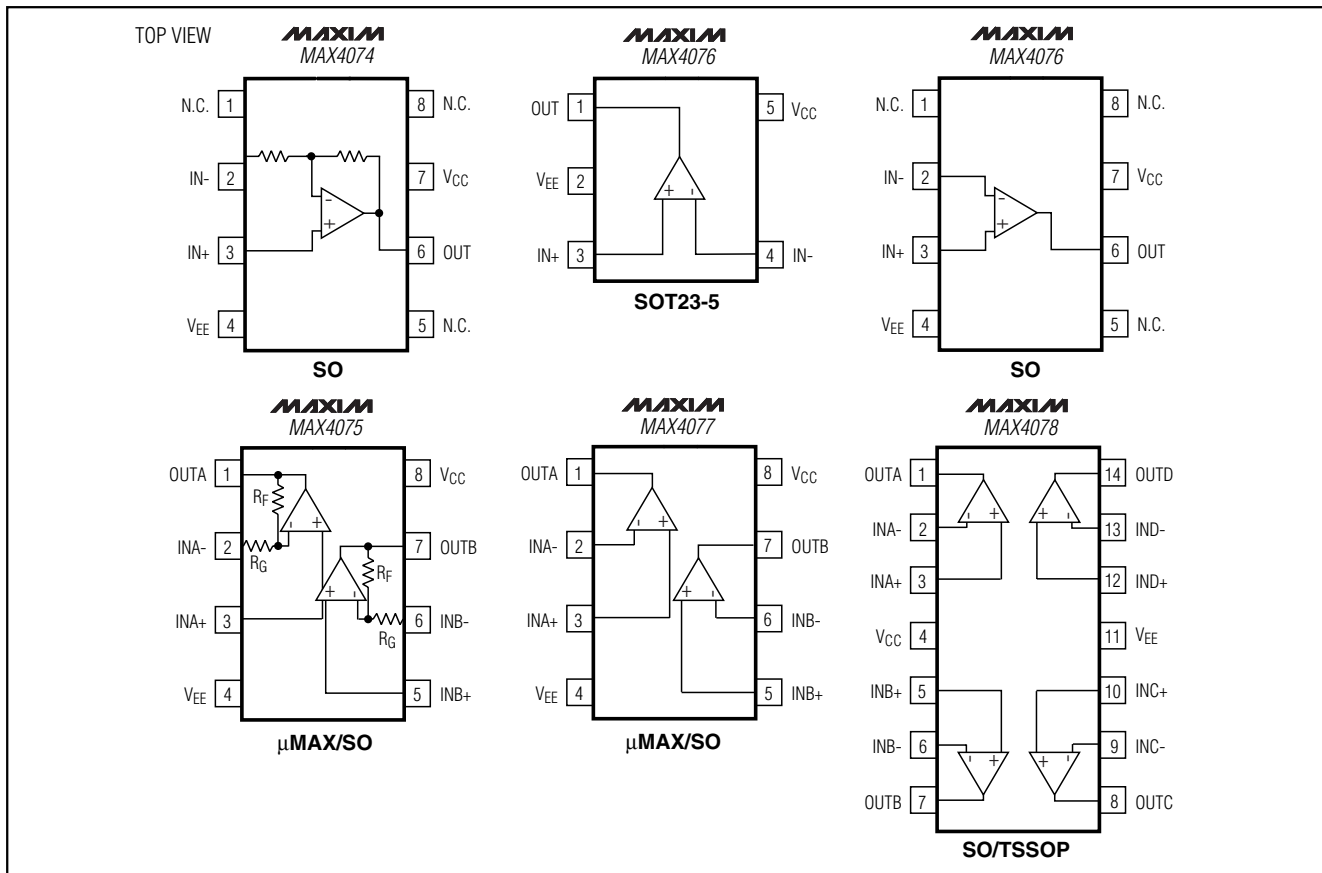 TOP VIEW
MAXIM
MAX4074
N.C. 1
8 N.C.
IN- 2
7 VCC
- +
IN+ 3
6 OUT
VEE 4
5 N.C.
SO
MAXIM
MAX4076
OUT 1
5 VCC
VEE 2
+ -
IN+ 3
4 IN-
SOT23-5
MAXIM
MAX4076
N.C. 1
8 N.C.
IN- 2
7 VCC
- +
IN+ 3
6 OUT
VEE 4
5 N.C.
SO
MAXIM
MAX4075
OUTA 1
8 VCC
RF
- +
INA- 2
7 OUTB
RG
RF
+ -
INA+ 3
6 INB-
RG
VEE 4
5 INB+
µMAX/SO
MAXIM
MAX4077
OUTA 1
8 VCC
- +
INA- 2
7 OUTB
+ -
INA+ 3
6 INB-
VEE 4
5 INB+
µMAX/SO
MAXIM
MAX4078
OUTA 1
14 OUTD
- + + -
INA- 2
13 IND-
INA+ 3
12 IND+
VCC 4
11 VEE
INB+ 5
10 INC+
INB- 6
9 INC-
- + + -
OUTB 7
8 OUTC
SO/TSSOP